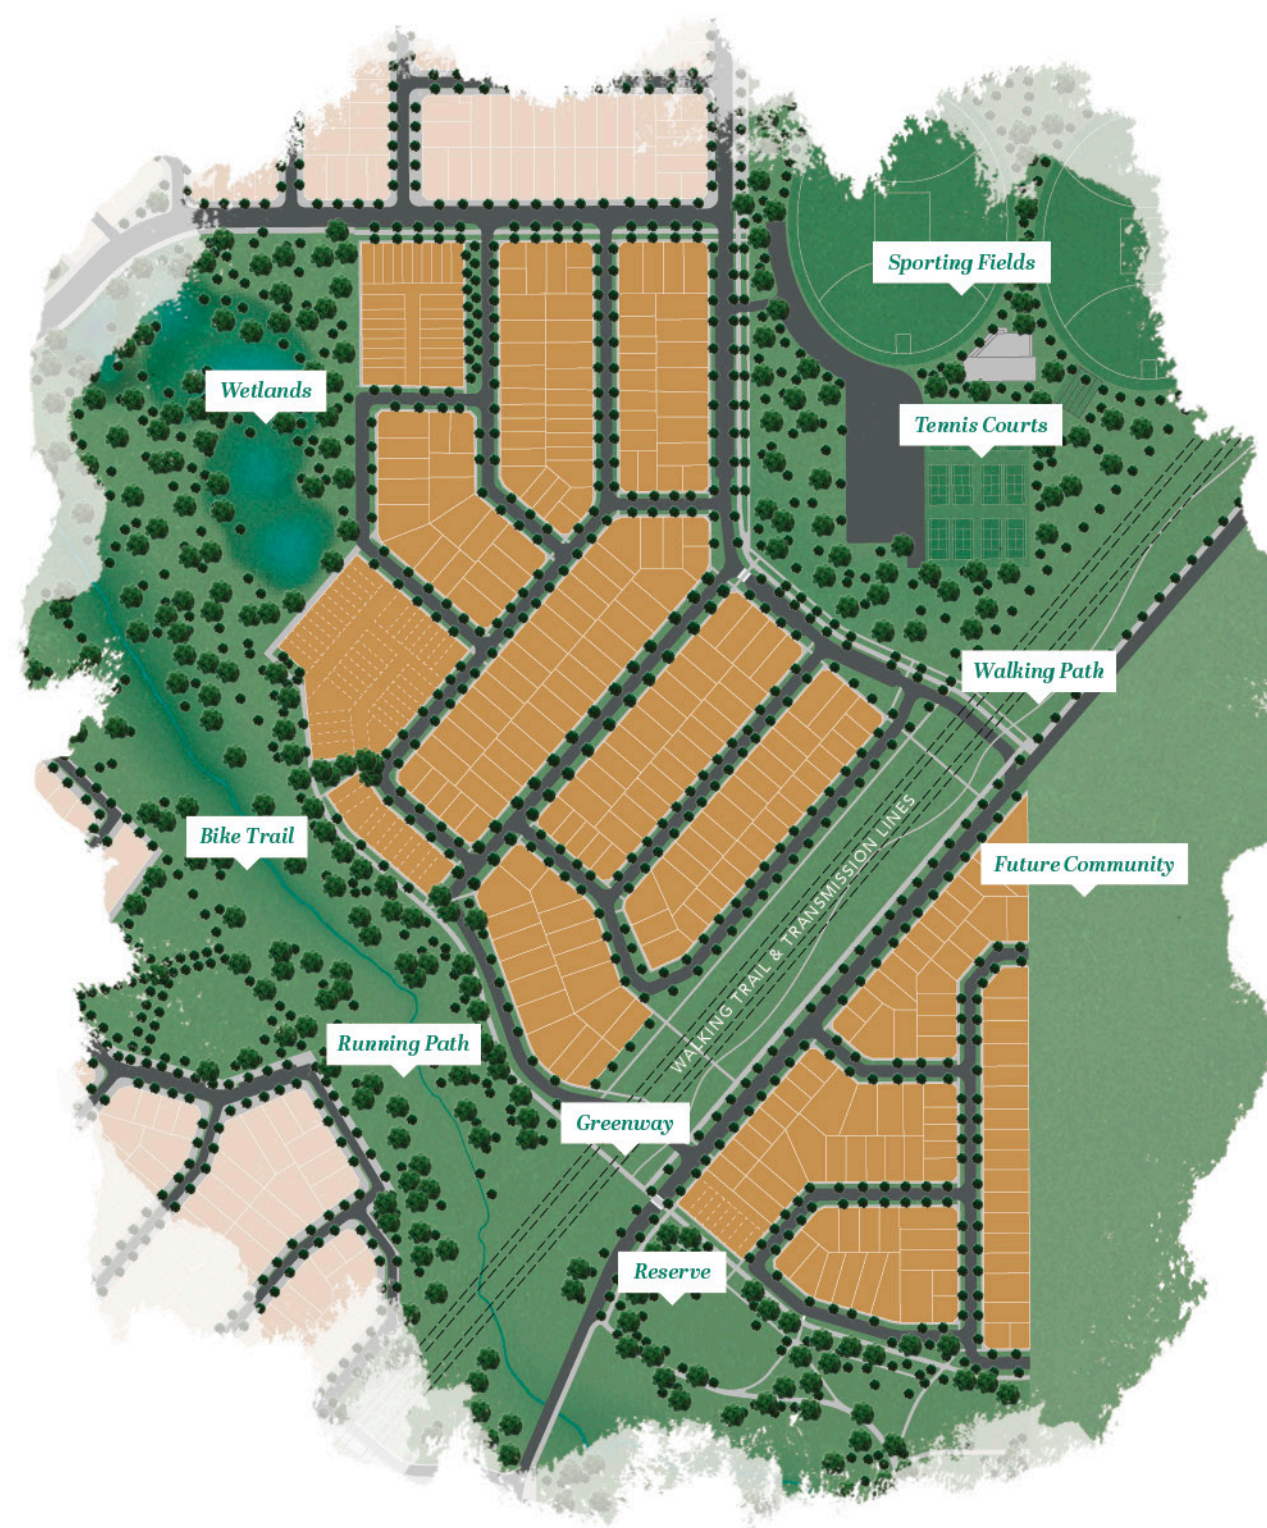 Sporting Fields
Wetlands
Tennis Courts
Walking Path
Bike Trail
Future Community
WALKING TRAIL & TRANSMISSION LINES
Running Path
Greenway
Reserve